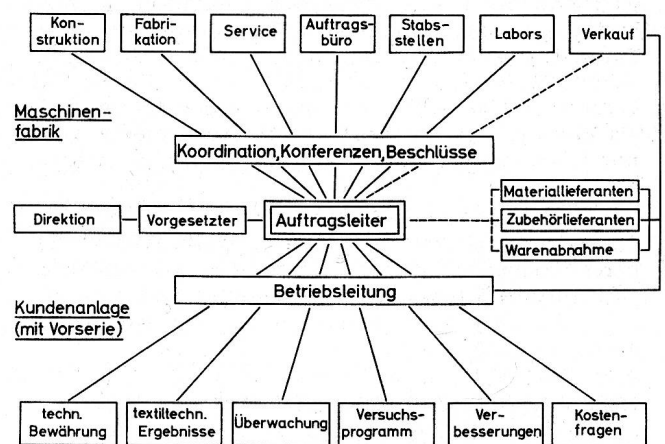 Kon-
struktion
Fabri-
kation
Service
Auftrags-
büro
Stabs-
stellen
Labors
Verkauf
Maschinen-
fabrik
Koordination,Konferenzen,Beschlüsse
Direktion
Vorgesetzter
Auftragsleiter
Materiallieferanten
Zubehörlieferanten
Warenabnahme
Betriebsleitung
Kundenanlage
(mit Vorserie)
techn.
Bewährung
textiltechn.
Ergebnisse
Überwachung
Versuchs-
programm
Ver-
besserungen
Kosten-
fragen